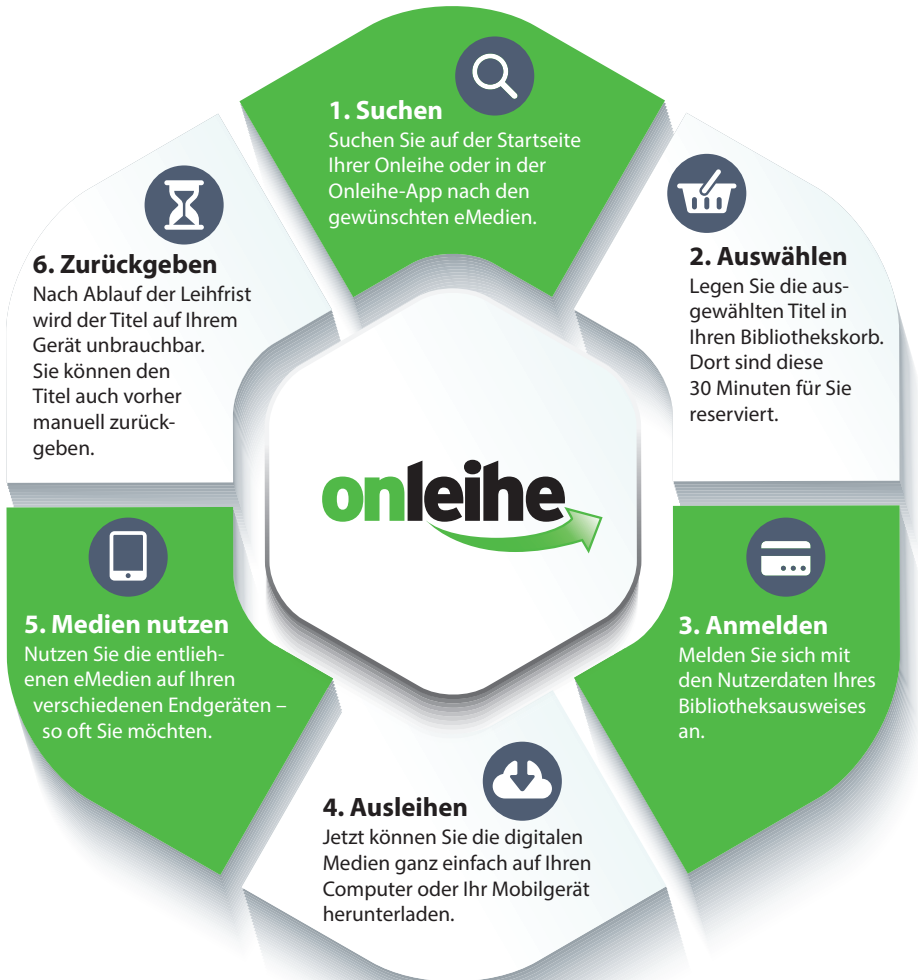 1. Suchen
Suchen Sie auf der Startseite
Ihrer Onleihe oder in der
Onleihe-App nach den
gewünschten eMedien.
2. Auswählen
Legen Sie die aus-
gewählten Titel in
Ihren Bibliothekskorb.
Dort sind diese
30 Minuten für Sie
reserviert.
3. Anmelden
Melden Sie sich mit
den Nutzerdaten Ihres
Bibliotheksausweises
an.
4. Ausleihen
Jetzt können Sie die digitalen
Medien ganz einfach auf Ihren
Computer oder Ihr Mobilgerät
herunterladen.
5. Medien nutzen
Nutzen Sie die entlieh-
enen eMedien auf Ihren
verschiedenen Endgeräten –
so oft Sie möchten.
6. Zurückgeben
Nach Ablauf der Leihfrist
wird der Titel auf Ihrem
Gerät unbrauchbar.
Sie können den
Titel auch vorher
manuell zurück-
geben.
onleihe